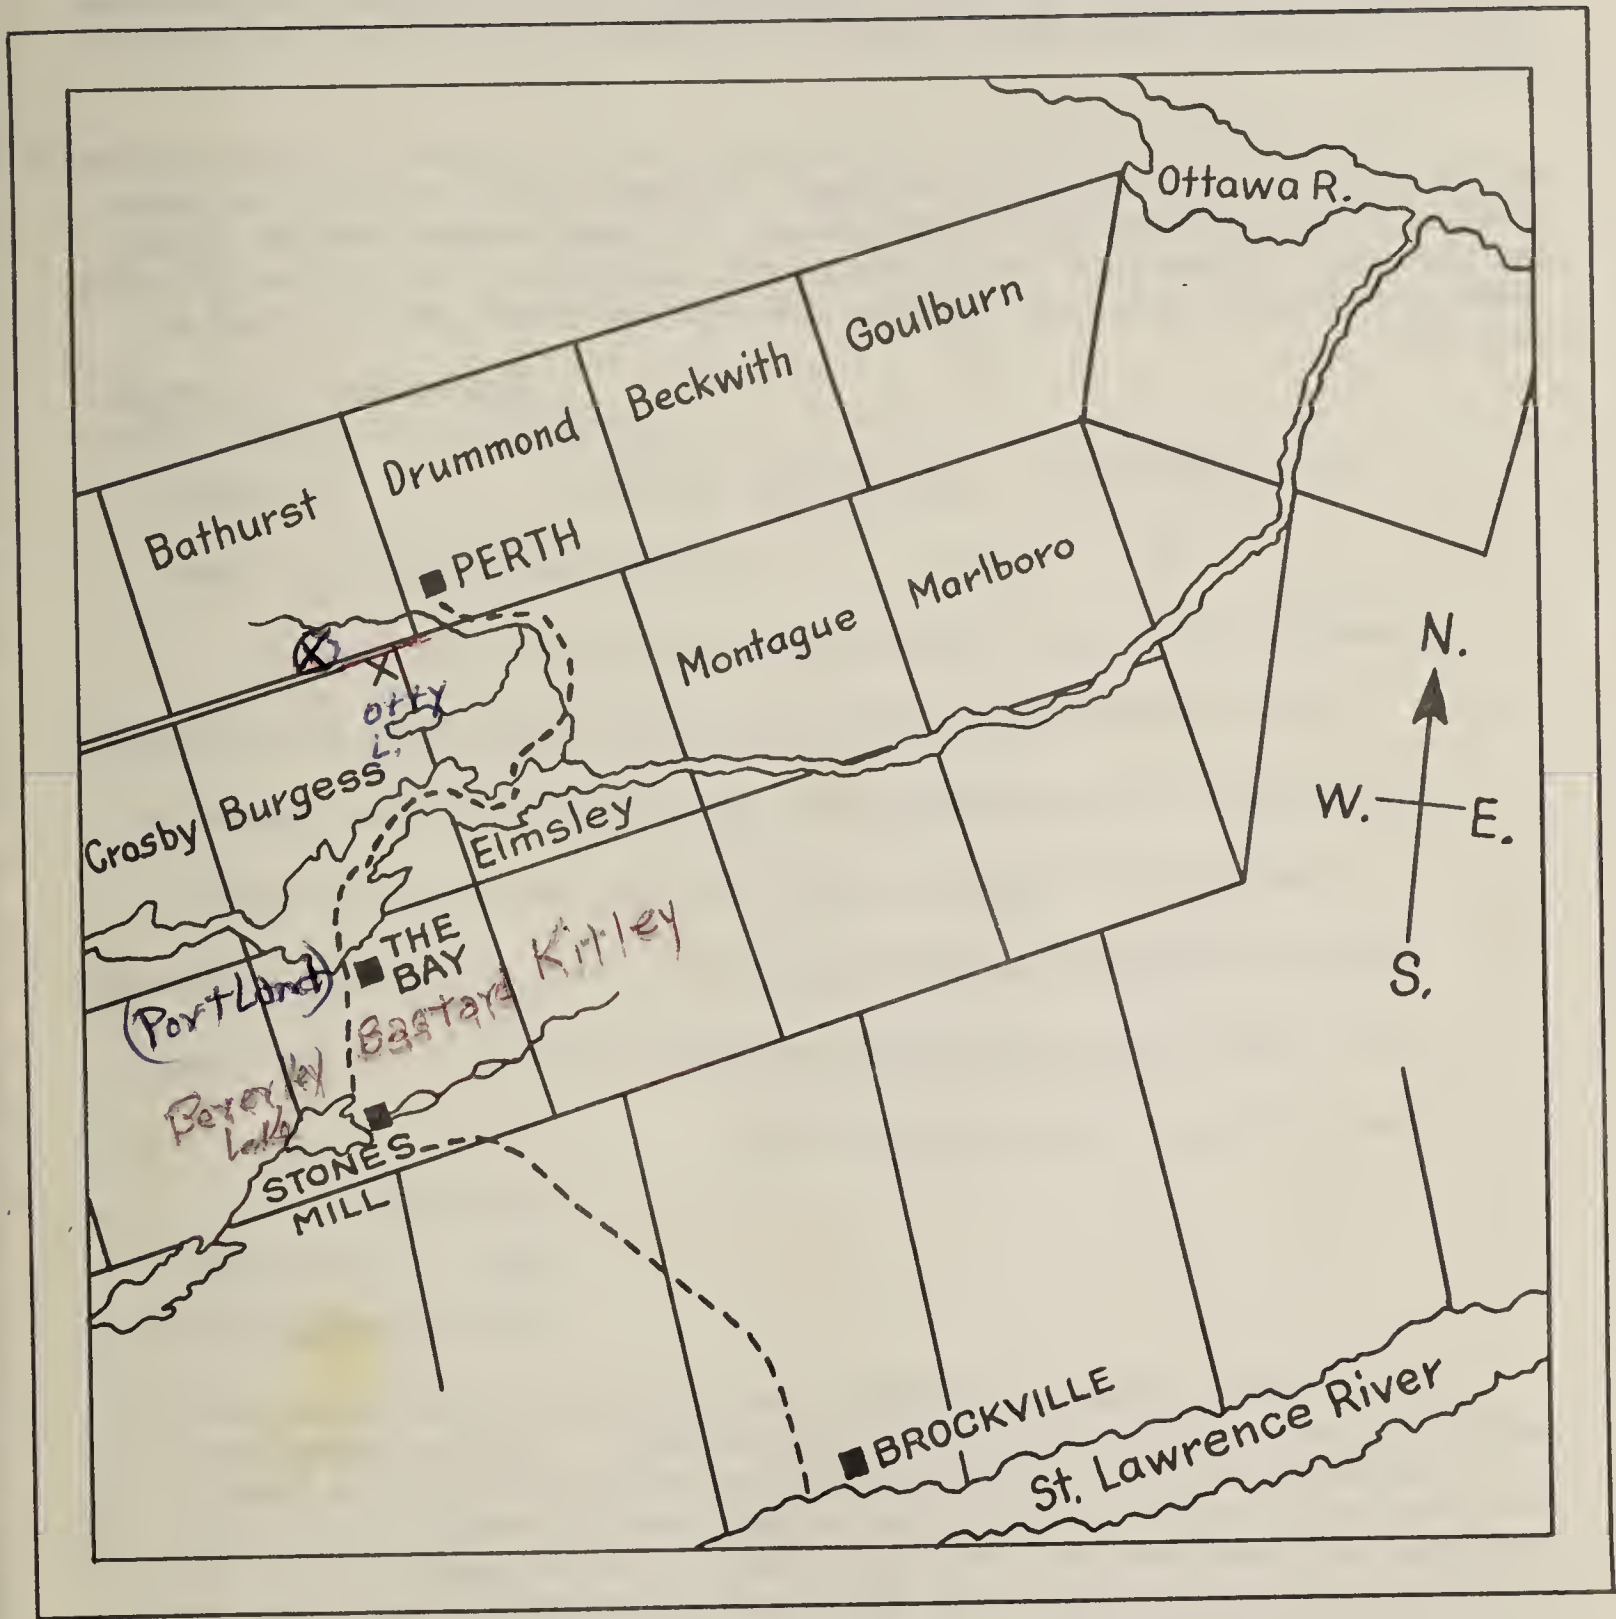 Ottawa R.
Goulburn
Beckwith
Drummond
Bathurst
PERTH
Marlboro
Montague
X
X
otty
L.
Burgess
Crosby
Elmsley
N.
W.
E.
S.
THE
BAY
Kitley
(PortLand)
Bastard
Beverley
Lake
STONES
MILL
BROCKVILLE
St. Lawrence River